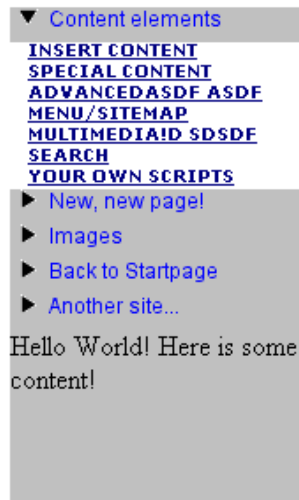 Content elements
INSERT CONTENT
SPECIAL CONTENT
ADVANCEDASDF ASDF
MENU/SITEMAP
MULTIMEDIA!D SDSDF
SEARCH
YOUR OWN SCRIPTS
New, new page!
Images
Back to Startpage
Another site...
Hello World! Here is some
content!